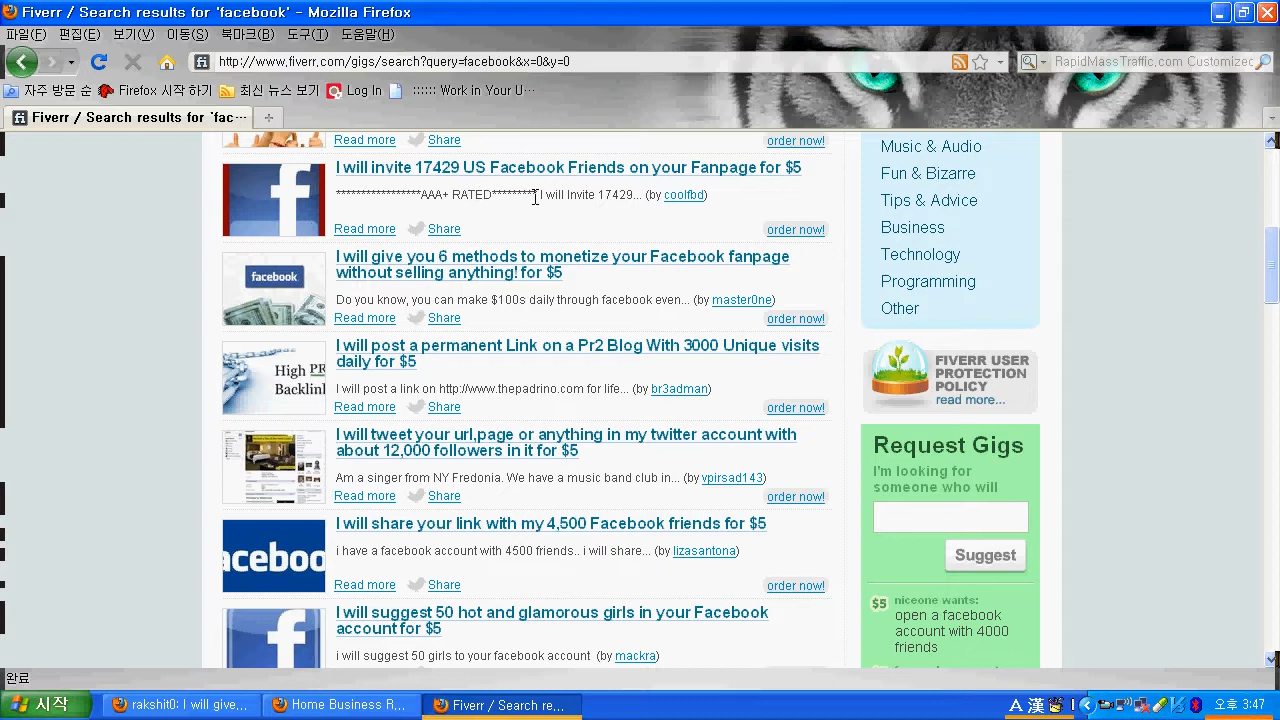 Fiverr / Search results for 'facebook' - Mozilla Firefox
파일(F) 편집(E) 보기(V) 이동(S) 북마크(B) 도구(T) 도움말(H)
http://www.fiverr.com/gigs/search?query=facebook&x=0&y=0
RapidMassTraffic.com Customizec
자주 방문 순 Firefox 시작 하기 최신 뉴스 보기 Log In :::::: Work in Your 0 ···
Fiverr / Search results for 'fac···
Read more Share order now!
I will invite 17429 US Facebook Friends on your Fanpage for $5
******************AAA+ RATED********* I will Invite 17429... (by coolfbd)
Read more Share order now!
facebook
I will give you 6 methods to monetize your Facebook fanpage
without selling anything! for $5
Do you know, you can make $100s daily through facebook even... (by master0ne)
Read more Share order now!
High PR
Backlink
I will post a permanent Link on a Pr2 Blog With 3000 Unique visits
daily for $5
I will post a link on http://www.thepadrino.com for life... (by br3adman)
Read more Share order now!
I will tweet your url,page or anything in my twitter account with
about 12,000 followers in it for $5
Am a singer from NY Fredonia. We have a music band club in... (by vpirsad143)
Read more Share order now!
aceboo
I will share your link with my 4,500 Facebook friends for $5
i have a facebook account with 4500 friends.. i will share... (by lizasantona)
Read more Share order now!
I will suggest 50 hot and glamorous girls in your Facebook
account for $5
i will suggest 50 girls to your facebook account (by mackra)
Music & Audio
Fun & Bizarre
Tips & Advice
Business
Technology
Programming
Other
FIVERR USER
PROTECTION
POLICY
read more...
Request Gigs
I'm looking for
someone who will
Suggest
$5 niceone wants:
open a facebook
account with 4000
friends
완료
시작 rakshit0: I will give... Home Business R... Fiverr / Search re... A 漢 오후 3:47